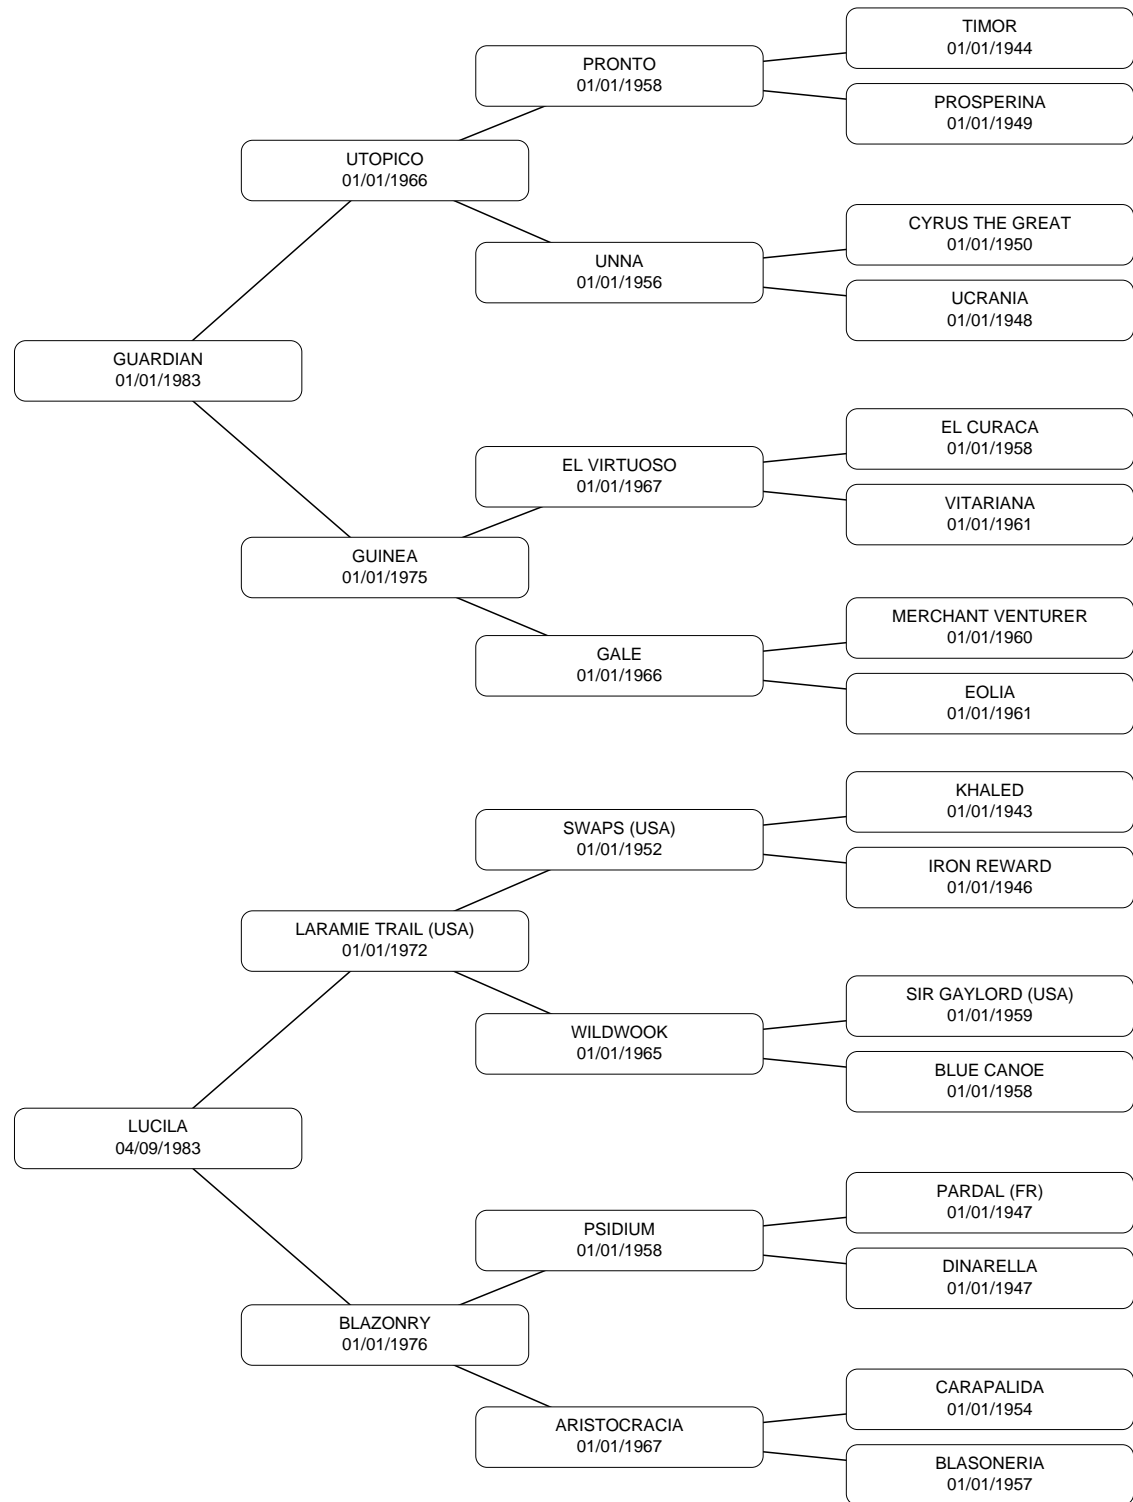 TIMOR
01/01/1944
PRONTO
01/01/1958
PROSPERINA
01/01/1949
UTOPICO
01/01/1966
CYRUS THE GREAT
01/01/1950
UNNA
01/01/1956
UCRANIA
01/01/1948
GUARDIAN
01/01/1983
EL CURACA
01/01/1958
EL VIRTUOSO
01/01/1967
VITARIANA
01/01/1961
GUINEA
01/01/1975
MERCHANT VENTURER
01/01/1960
GALE
01/01/1966
EOLIA
01/01/1961
KHALED
01/01/1943
SWAPS (USA)
01/01/1952
IRON REWARD
01/01/1946
LARAMIE TRAIL (USA)
01/01/1972
SIR GAYLORD (USA)
01/01/1959
WILDWOOK
01/01/1965
BLUE CANOE
01/01/1958
LUCILA
04/09/1983
PARDAL (FR)
01/01/1947
PSIDIUM
01/01/1958
DINARELLA
01/01/1947
BLAZONRY
01/01/1976
CARAPALIDA
01/01/1954
ARISTOCRACIA
01/01/1967
BLASONERIA
01/01/1957